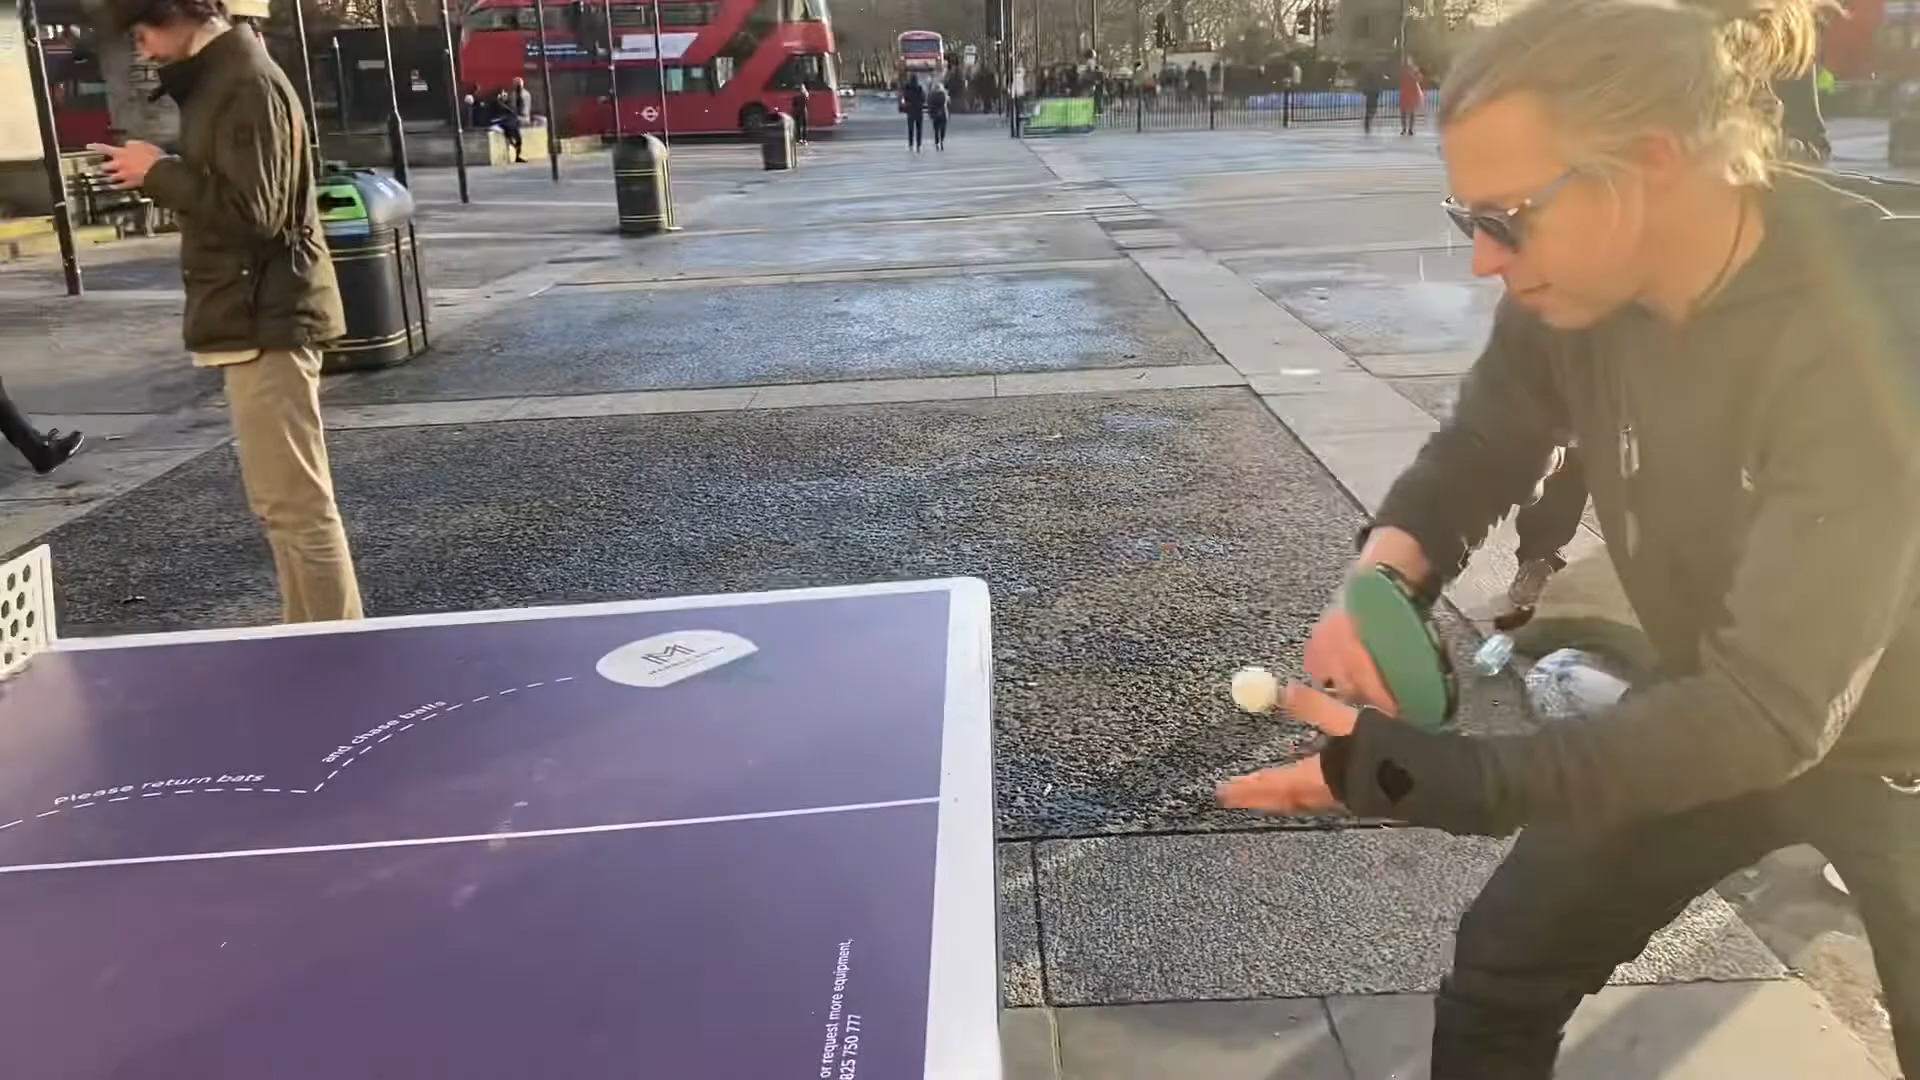 and chase balls
Please return bats
or request more equipment,
825 750 777